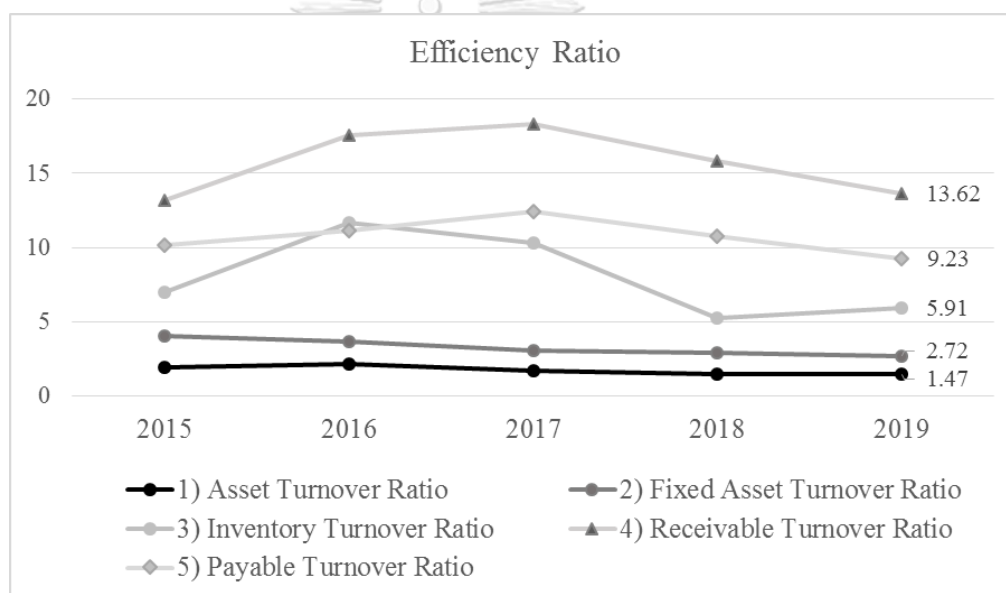 Efficiency Ratio
20
15
10
5
0
13.62
9.23
5.91
2.72
1.47
2015 2016 2017 2018 2019
1) Asset Turnover Ratio 2) Fixed Asset Turnover Ratio
3) Inventory Turnover Ratio 4) Receivable Turnover Ratio
5) Payable Turnover Ratio